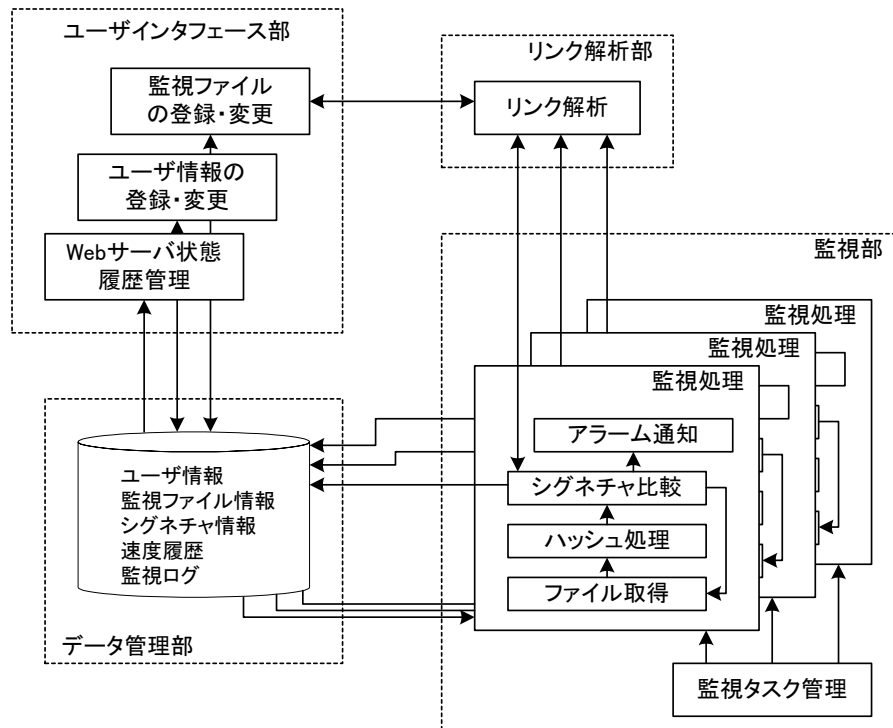 ユーザインタフェース部
監視ファイル
の登録・変更
ユーザ情報の
登録・変更
Webサーバ状態
履歴管理
リンク解析部
リンク解析
監視部
監視処理
監視処理
監視処理
アラーム通知
シグネチャ比較
ハッシュ処理
ファイル取得
監視タスク管理
ユーザ情報
監視ファイル情報
シグネチャ情報
速度履歴
監視ログ
データ管理部